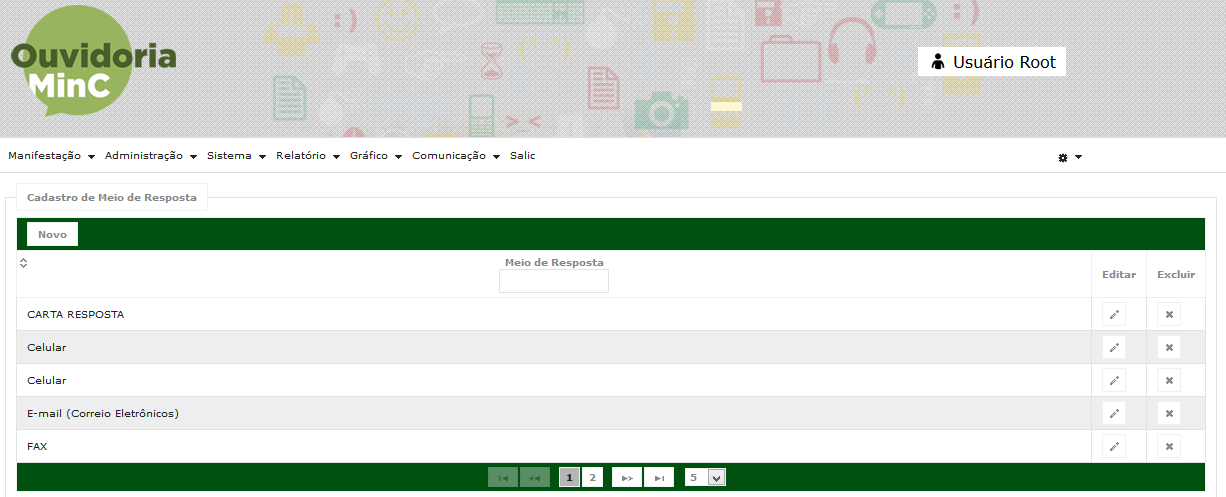 Ouvidoria
MinC
Usuário Root
Manifestação Administração Sistema Relatório Gráfico Comunicação Salic
Cadastro de Meio de Resposta
Novo
Meio de Resposta Editar Excluir
CARTA RESPOSTA
Celular
Celular
E-mail (Correio Eletrônicos)
FAX
1 2 5